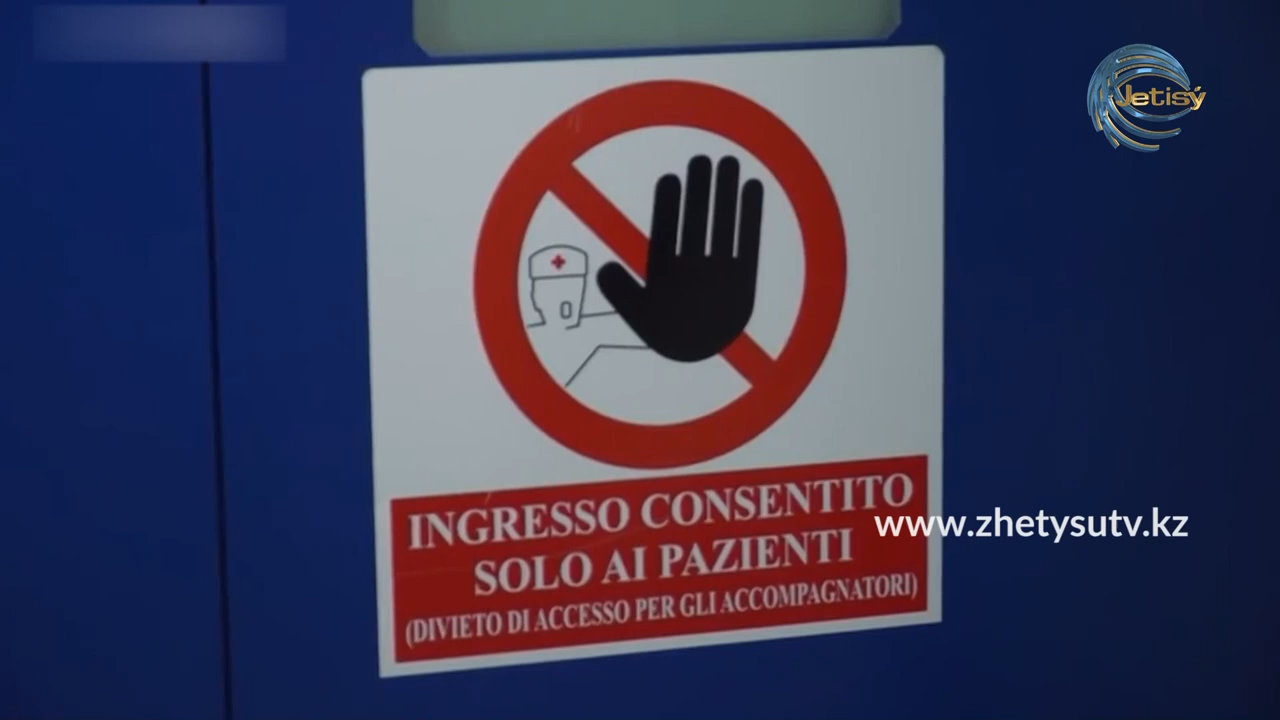 Jetisý
INGRESSO CONSENTITO
SOLO AI PAZIENTI
(DIVIETO DI ACCESSO PER GLI ACCOMPAGNATORI)
www.zhetysutv.kz